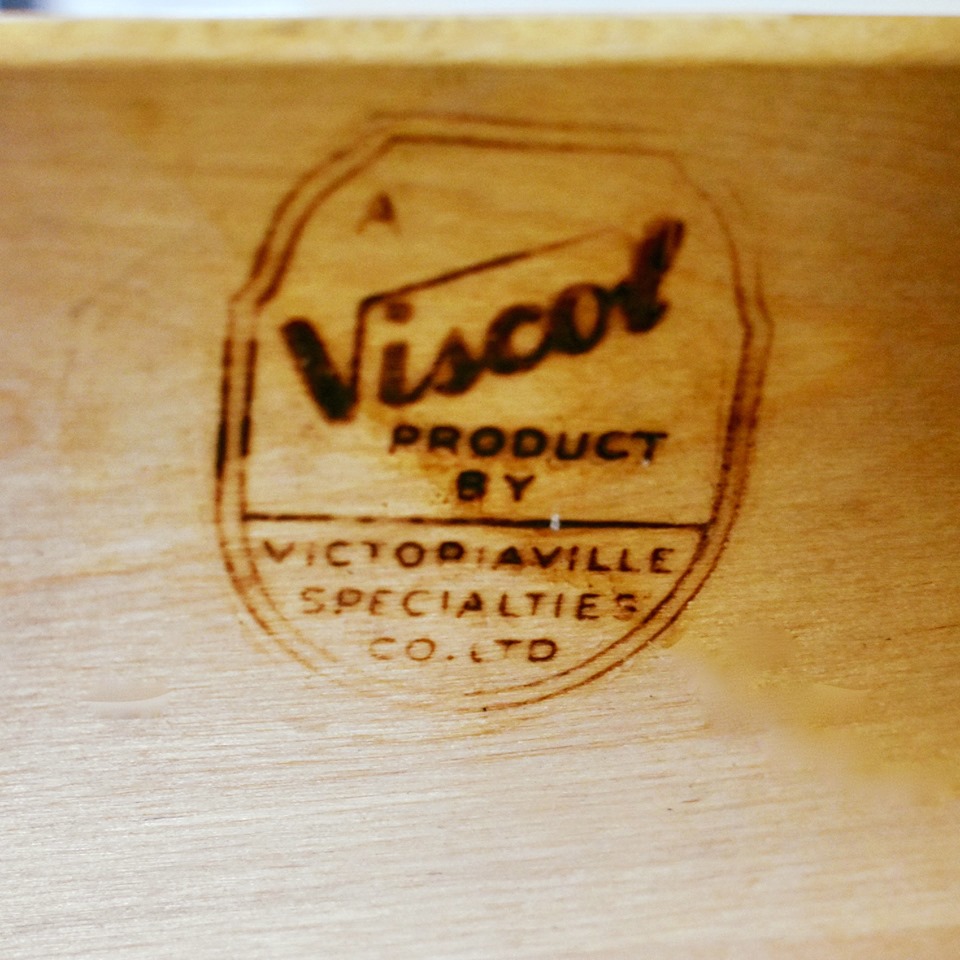 A
Viscol
PRODUCT
BY
VICTORIAVILLE
SPECIALTIES
CO. LTD